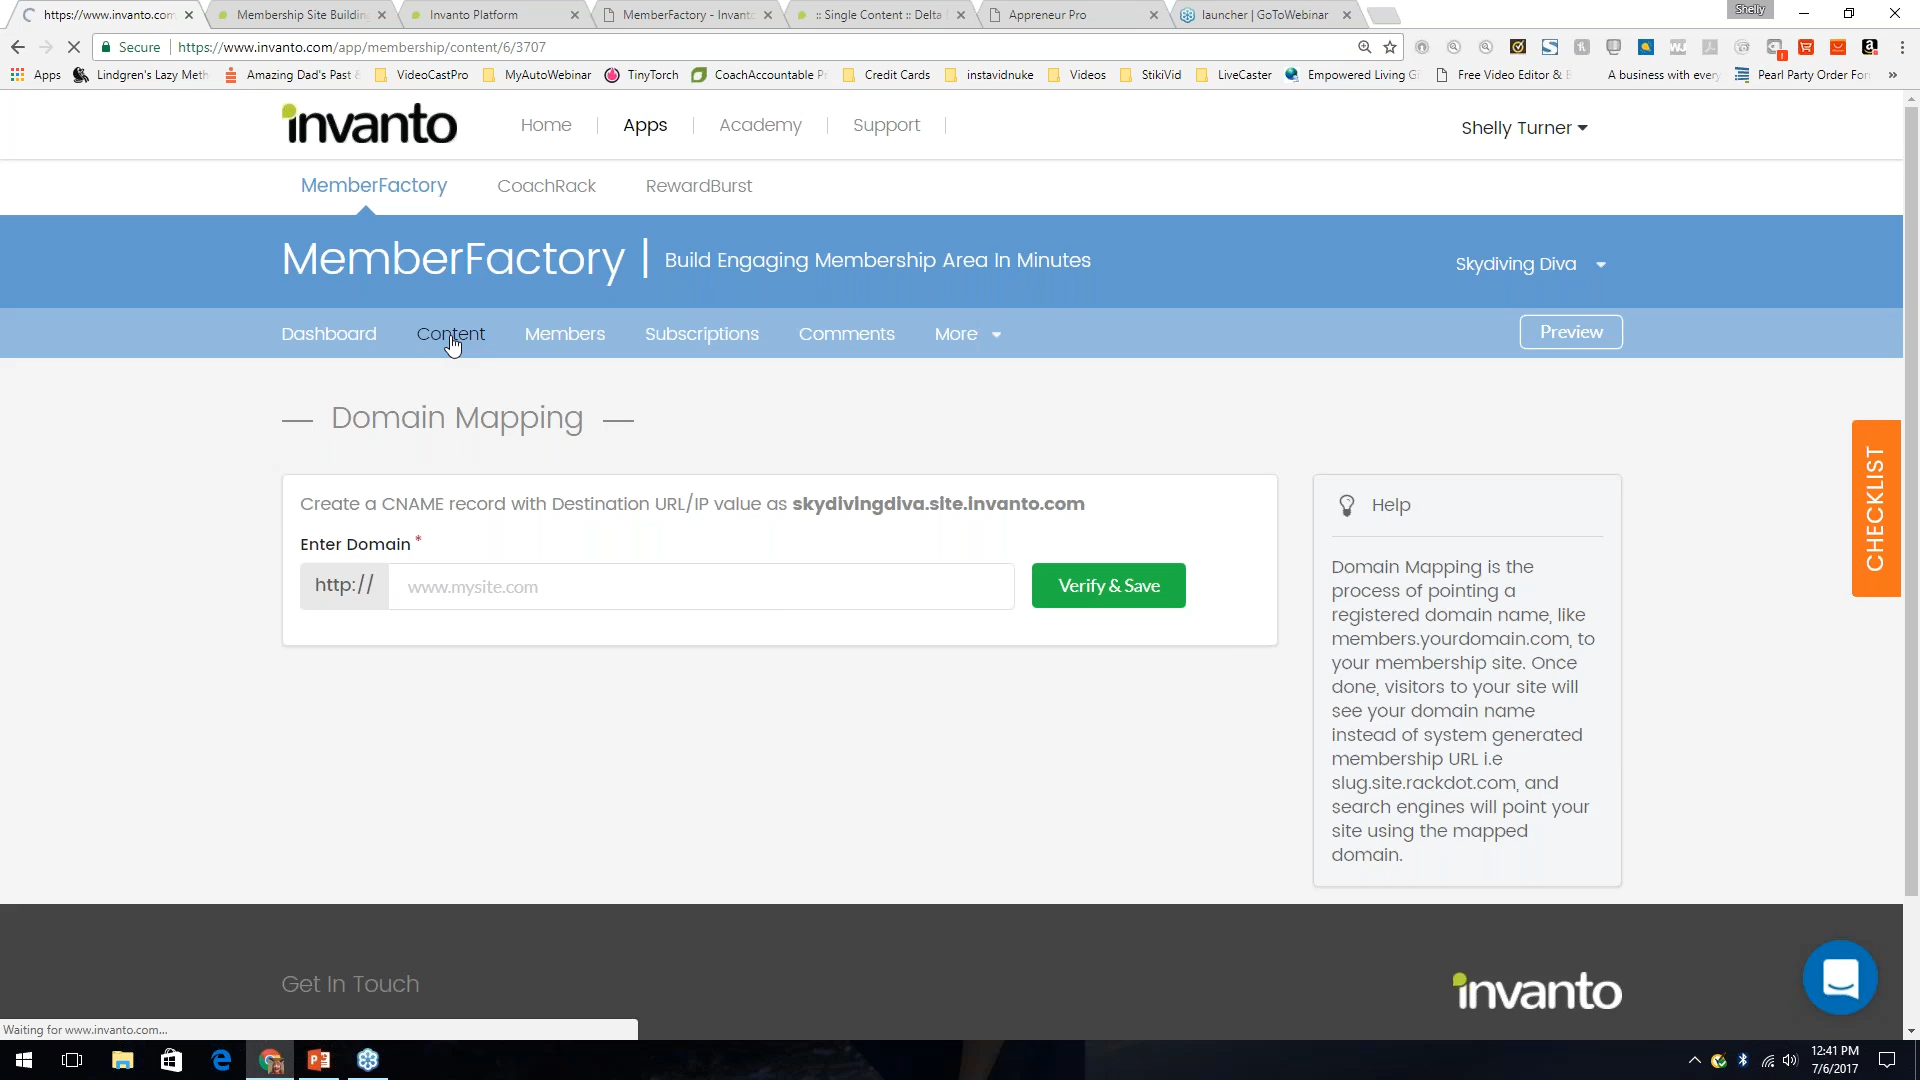 https://www.invanto.com
Membership Site Building
Invanto Platform
MemberFactory - Invanto
:: Single Content :: Delta
Appreneur Pro
launcher | GoToWebinar
Shelly
Secure
https://www.invanto.com/app/membership/content/6/3707
Apps
Lindgren's Lazy Meth
Amazing Dad's Past
VideoCastPro
MyAutoWebinar
TinyTorch
CoachAccountable P
Credit Cards
instavidnuke
Videos
StikiVid
LiveCaster
Empowered Living G
Free Video Editor &
A business with every
Pearl Party Order For
»
invanto
Home
Apps
Academy
Support
Shelly Turner
MemberFactory
CoachRack
RewardBurst
MemberFactory | Build Engaging Membership Area In Minutes
Skydiving Diva
Dashboard
Content
Members
Subscriptions
Comments
More
Preview
Domain Mapping
Create a CNAME record with Destination URL/IP value as skydivingdiva.site.invanto.com
Enter Domain *
http://
www.mysite.com
Verify & Save
Help
Domain Mapping is the
process of pointing a
registered domain name, like
members.yourdomain.com, to
your membership site. Once
done, visitors to your site will
see your domain name
instead of system generated
membership URL i.e
slug.site.rackdot.com, and
search engines will point your
site using the mapped
domain.
CHECKLIST
Get In Touch
invanto
Waiting for www.invanto.com...
12:41 PM
7/6/2017